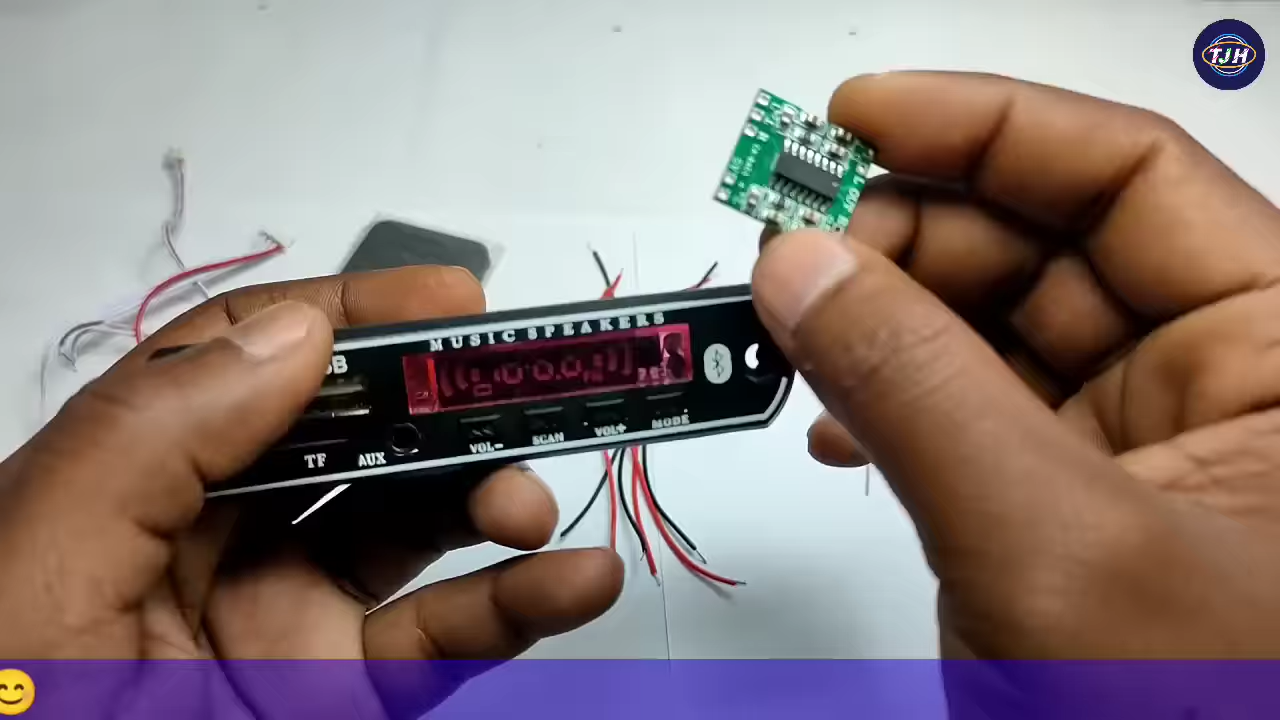 TJH
MUSIC SPEAKERS
VOL-
SCAN
VOL+
MODE
TF
AUX